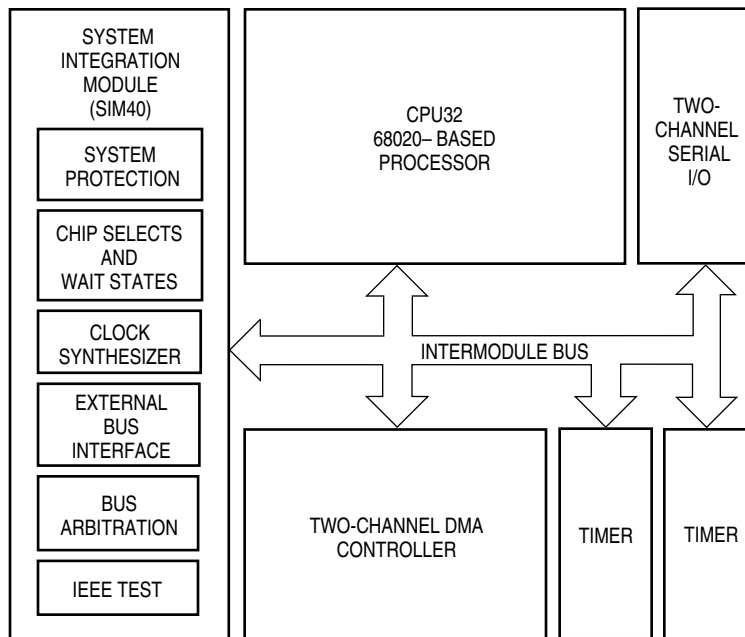 SYSTEM
INTEGRATION
MODULE
(SIM40)
SYSTEM
PROTECTION
CHIP SELECTS
AND
WAIT STATES
CLOCK
SYNTHESIZER
EXTERNAL
BUS
INTERFACE
BUS
ARBITRATION
IEEE TEST
CPU32
68020– BASED
PROCESSOR
TWO-
CHANNEL
SERIAL
I/O
INTERMODULE BUS
TWO-CHANNEL DMA
CONTROLLER
TIMER
TIMER